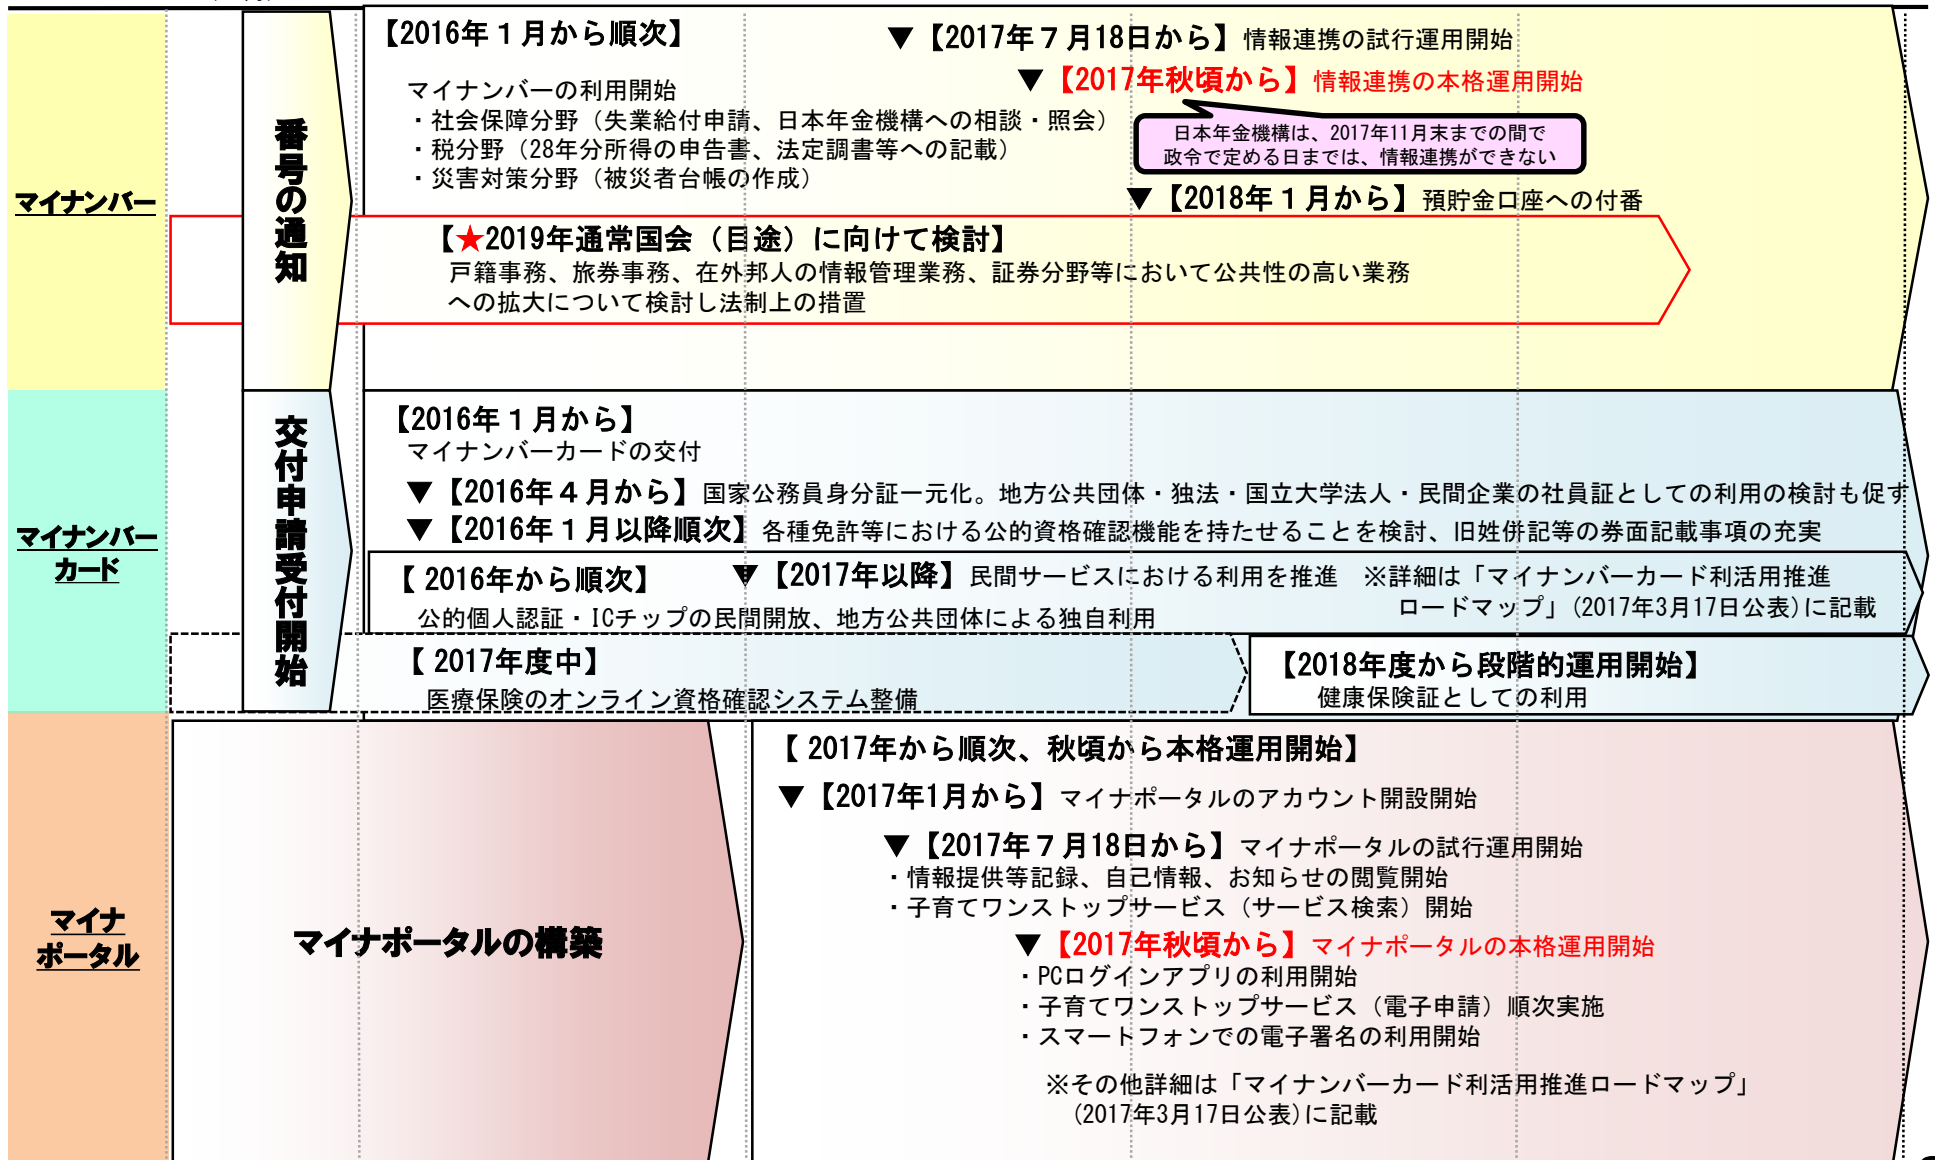 マイナンバー
番号の通知
【2016年１月から順次】
マイナンバーの利用開始
・社会保障分野（失業給付申請、日本年金機構への相談・照会）
・税分野（28年分所得の申告書、法定調書等への記載）
・災害対策分野（被災者台帳の作成）
▼【2017年７月18日から】情報連携の試行運用開始
▼【2017年秋頃から】情報連携の本格運用開始
日本年金機構は、2017年11月末までの間で
政令で定める日までは、情報連携ができない
▼【2018年１月から】預貯金口座への付番
【★2019年通常国会（目途）に向けて検討】
戸籍事務、旅券事務、在外邦人の情報管理業務、証券分野等において公共性の高い業務
への拡大について検討し法制上の措置
マイナンバー
カード
交付申請受付開始
【2016年１月から】
マイナンバーカードの交付
▼【2016年４月から】国家公務員身分証一元化。地方公共団体・独法・国立大学法人・民間企業の社員証としての利用の検討も促す
▼【2016年１月以降順次】各種免許等における公的資格確認機能を持たせることを検討、旧姓併記等の券面記載事項の充実
【 2016年から順次】
公的個人認証・ICチップの民間開放、地方公共団体による独自利用
▼【2017年以降】民間サービスにおける利用を推進　※詳細は「マイナンバーカード利活用推進
ロードマップ」(2017年3月17日公表)に記載
【 2017年度中】
医療保険のオンライン資格確認システム整備
【2018年度から段階的運用開始】
健康保険証としての利用
マイナ
ポータル
マイナポータルの構築
【 2017年から順次、秋頃から本格運用開始】
▼【2017年1月から】マイナポータルのアカウント開設開始
▼【2017年７月18日から】マイナポータルの試行運用開始
・情報提供等記録、自己情報、お知らせの閲覧開始
・子育てワンストップサービス（サービス検索）開始
▼【2017年秋頃から】マイナポータルの本格運用開始
・PCログインアプリの利用開始
・子育てワンストップサービス（電子申請）順次実施
・スマートフォンでの電子署名の利用開始
※その他詳細は「マイナンバーカード利活用推進ロードマップ」
(2017年3月17日公表)に記載